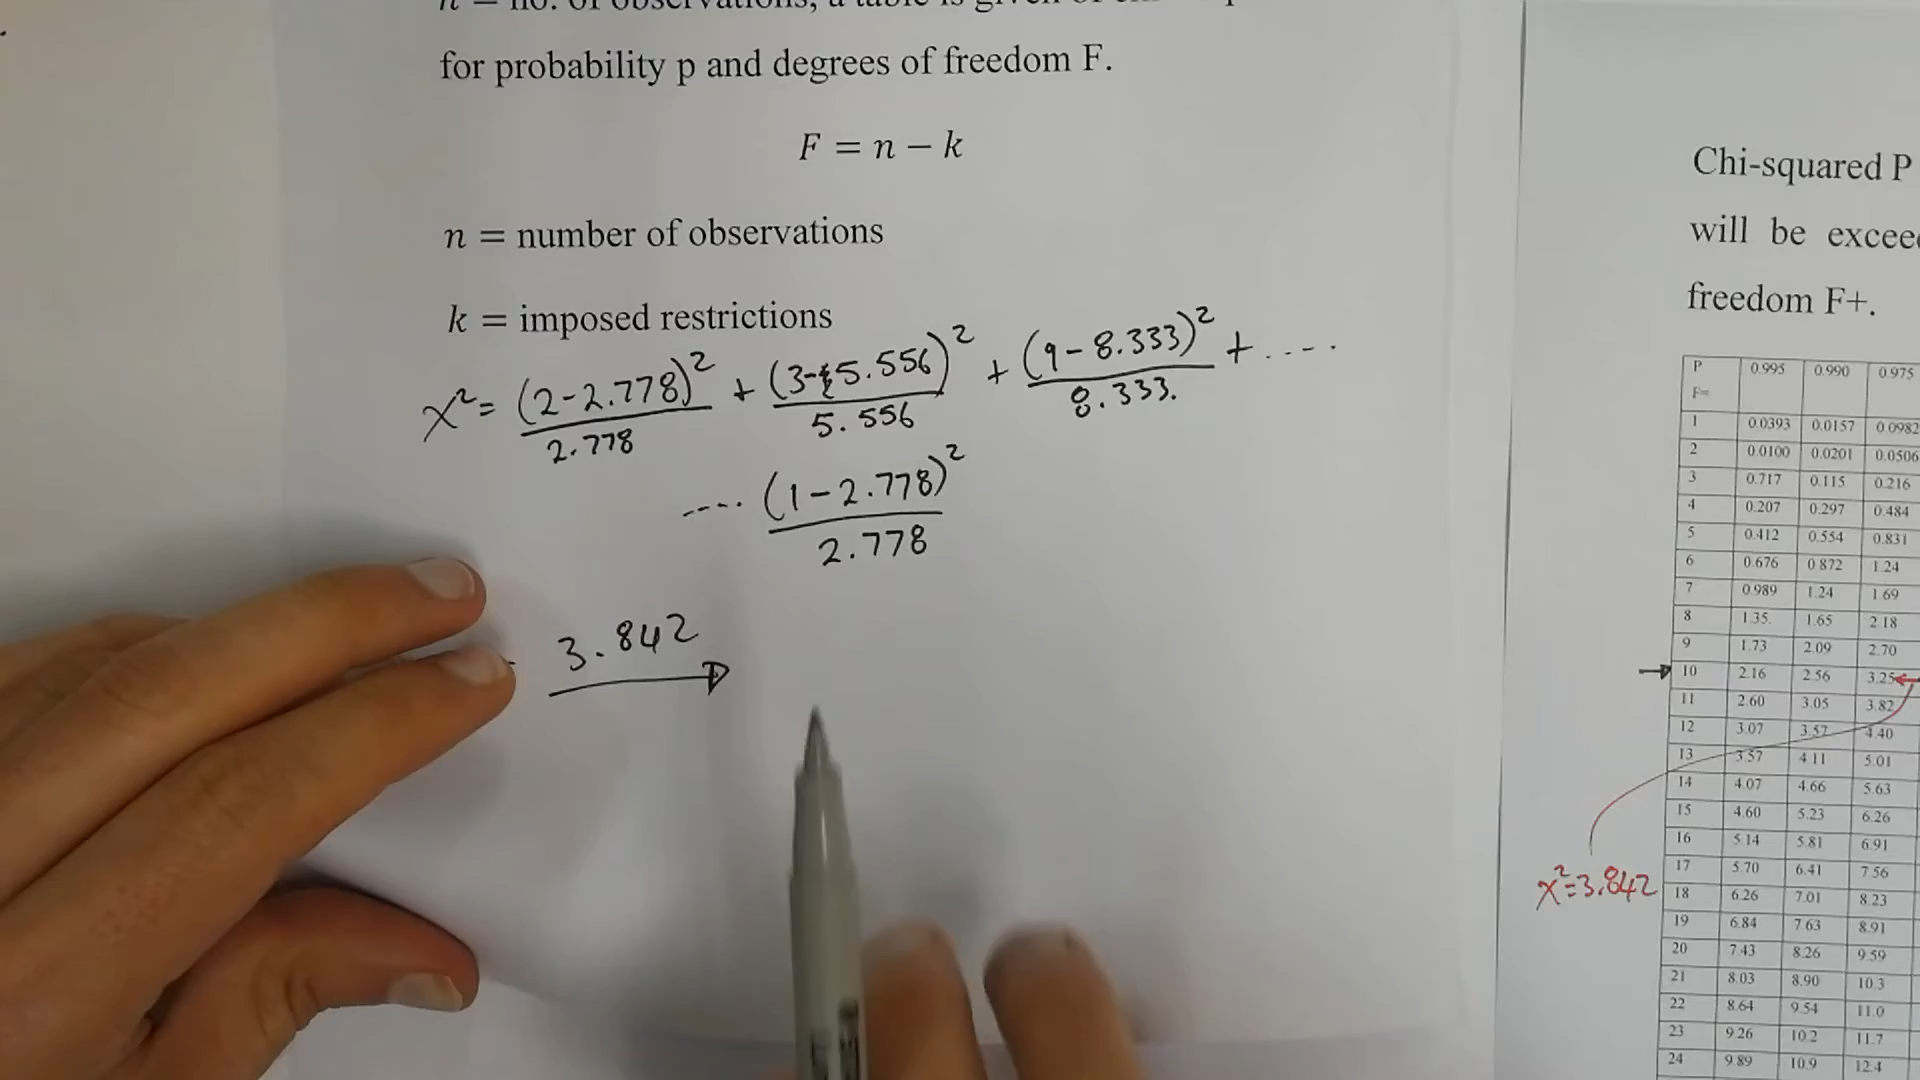 for probability p and degrees of freedom F.
F = n − k
n = number of observations
k = imposed restrictions
x² = (2-2.778)²/2.778 + (3-5.556)²/5.556 + (9-8.333)²/8.333. + ....
.... (1-2.778)²/2.778
3.842
Chi-squared P
will be
freedom F+.
P F= 0.995 0.990 0.975
1 0.0393 0.0157 0.0982
2 0.0100 0.0201 0.0506
3 0.717 0.115 0.216
4 0.207 0.297 0.484
5 0.412 0.554 0.831
6 0.676 0.872 1.24
7 0.989 1.24 1.69
8 1.35. 1.65 2.18
9 1.73 2.09 2.70
10 2.16 2.56 3.25
11 2.60 3.05 3.82
12 3.07 3.57 4.40
13 3.57 4.11 5.01
14 4.07 4.66 5.63
15 4.60 5.23 6.26
16 5.14 5.81 6.91
17 5.70 6.41 7.56
x²=3.842
18 6.26 7.01 8.23
19 6.84 7.63 8.91
20 7.43 8.26 9.59
21 8.03 8.90 10.3
22 8.64 9.54 11.0
23 9.26 10.2 11.7
24 9.89 10.9 12.4